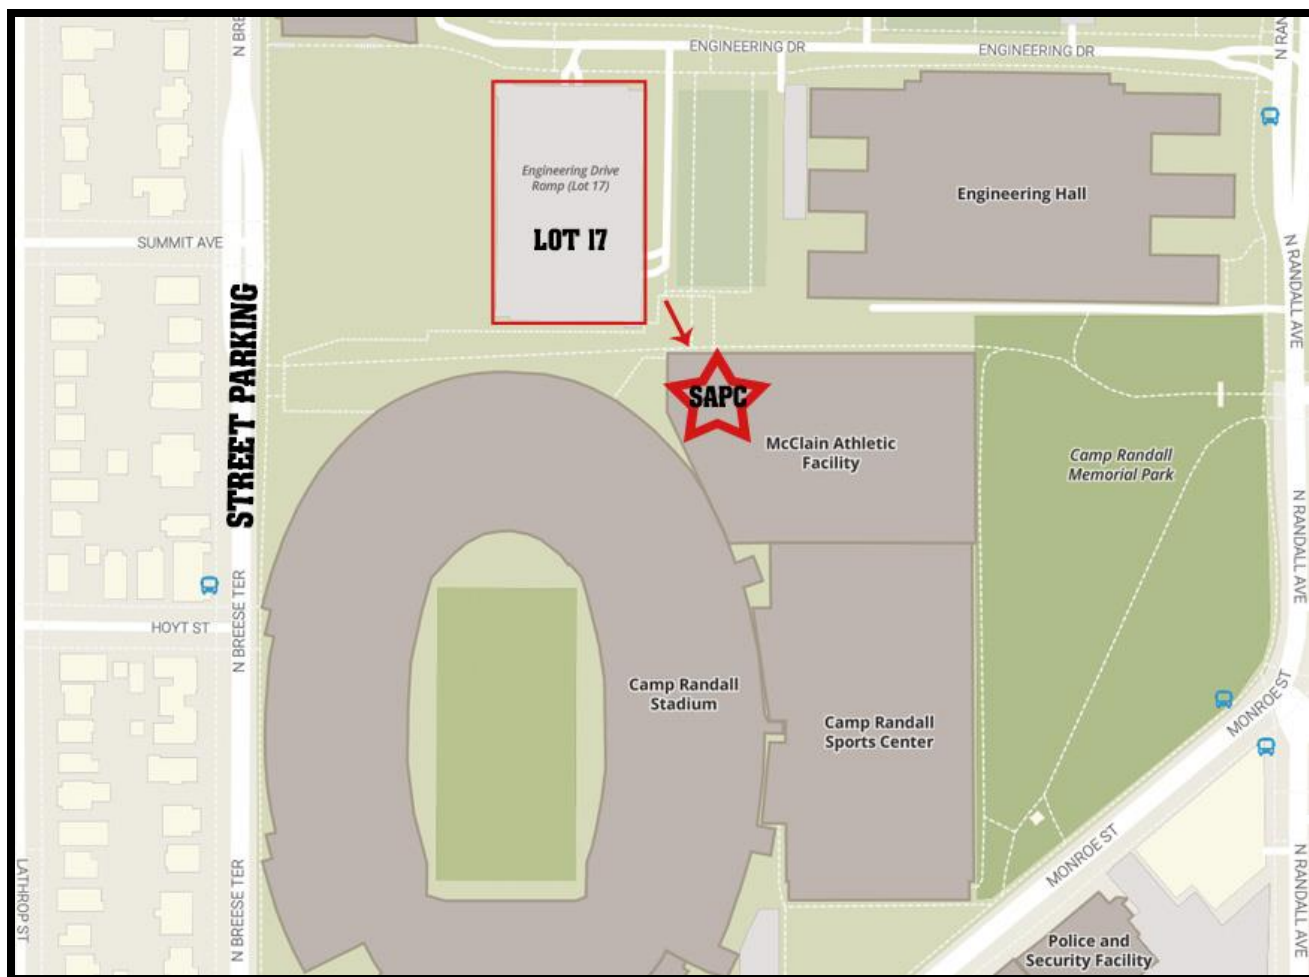 N BRE
ENGINEERING DR
ENGINEERING DR
N RAN
Engineering Drive
Ramp (Lot 17)
LOT 17
Engineering Hall
SUMMIT AVE
N RANDALL AVE
STREET PARKING
SAPC
McClain Athletic
Facility
Camp Randall
Memorial Park
N RANDALL AVE
N BREESE TER
HOYT ST
Camp Randall
Stadium
Camp Randall
Sports Center
MONROE ST
MONROE ST
LATHROP ST
N BREESE TER
N RANDALL AVE
Police and
Security Facility